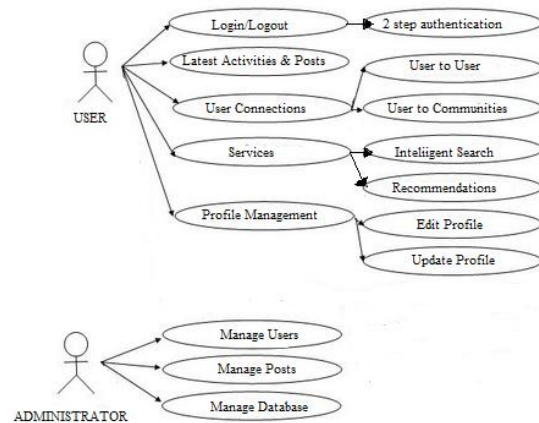 Login/Logout
2 step authentication
Latest Activities & Posts
User to User
USER
User Connections
User to Communities
Services
Inteliigent Search
Recommendations
Profile Management
Edit Profile
Update Profile
Manage Users
Manage Posts
Manage Database
ADMINISTRATOR